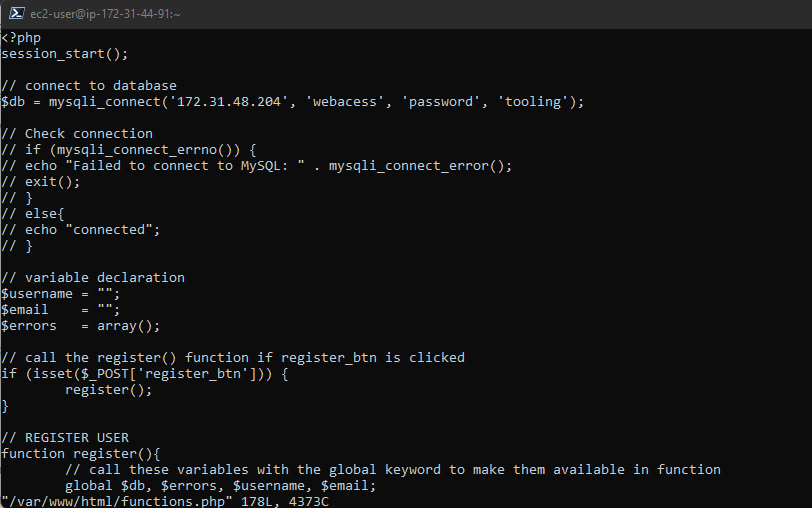 ec2-user@ip-172-31-44-91:~
<?php
session_start();
// connect to database
$db = mysqli_connect('172.31.48.204', 'webacess', 'password', 'tooling');
// Check connection
// if (mysqli_connect_errno()) {
// echo "Failed to connect to MySQL: " . mysqli_connect_error();
// exit();
// }
// else{
// echo "connected";
// }
// variable declaration
$username = "";
$email    = "";
$errors   = array();
// call the register() function if register_btn is clicked
if (isset($_POST['register_btn'])) {
        register();
}
// REGISTER USER
function register(){
        // call these variables with the global keyword to make them available in function
        global $db, $errors, $username, $email;
"/var/www/html/functions.php" 178L, 4373C